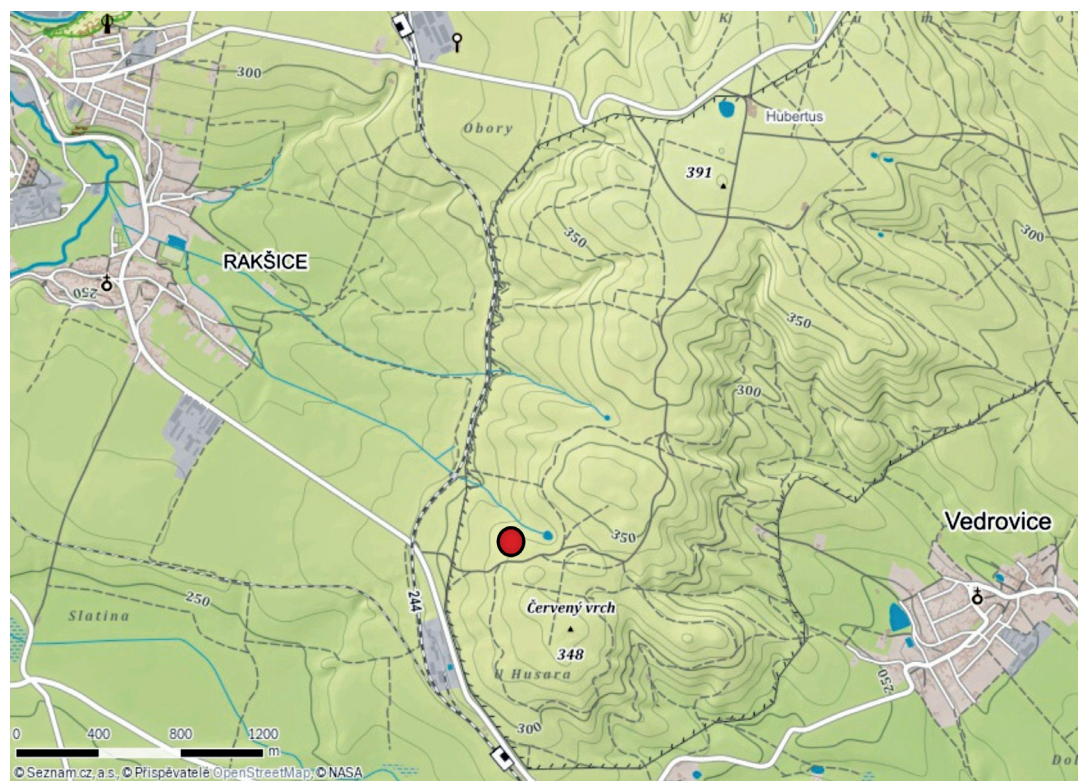 K r u m l o
300
Obory
Hubertus
391
350
300
RAKŠICE
250
350
300
Vedrovice
350
250
244
Červený vrch
Slatina
348
U Husara
250
300
0 400 800 1200
m
Dol
© Seznam.cz, a.s., © Přispěvatelé OpenStreetMap, © NASA